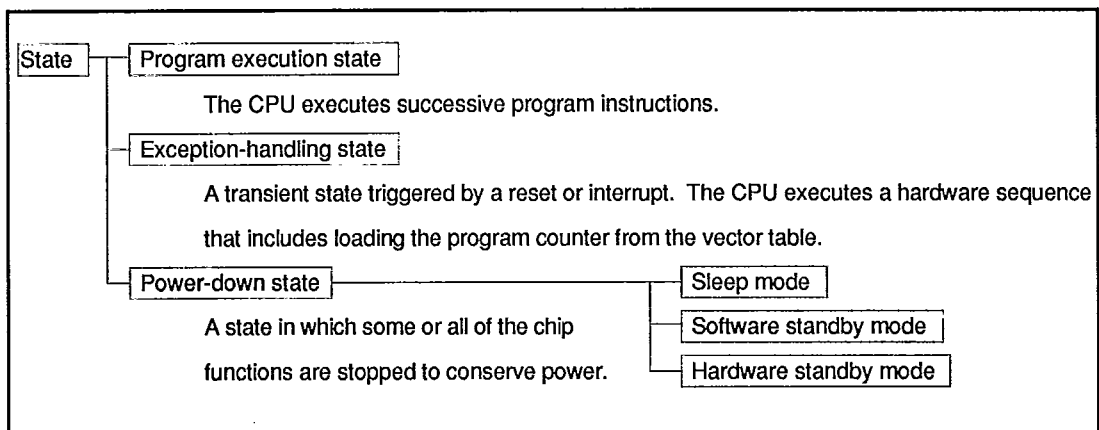 State
Program execution state
The CPU executes successive program instructions.
Exception-handling state
A transient state triggered by a reset or interrupt. The CPU executes a hardware sequence
that includes loading the program counter from the vector table.
Power-down state
Sleep mode
A state in which some or all of the chip
Software standby mode
functions are stopped to conserve power.
Hardware standby mode